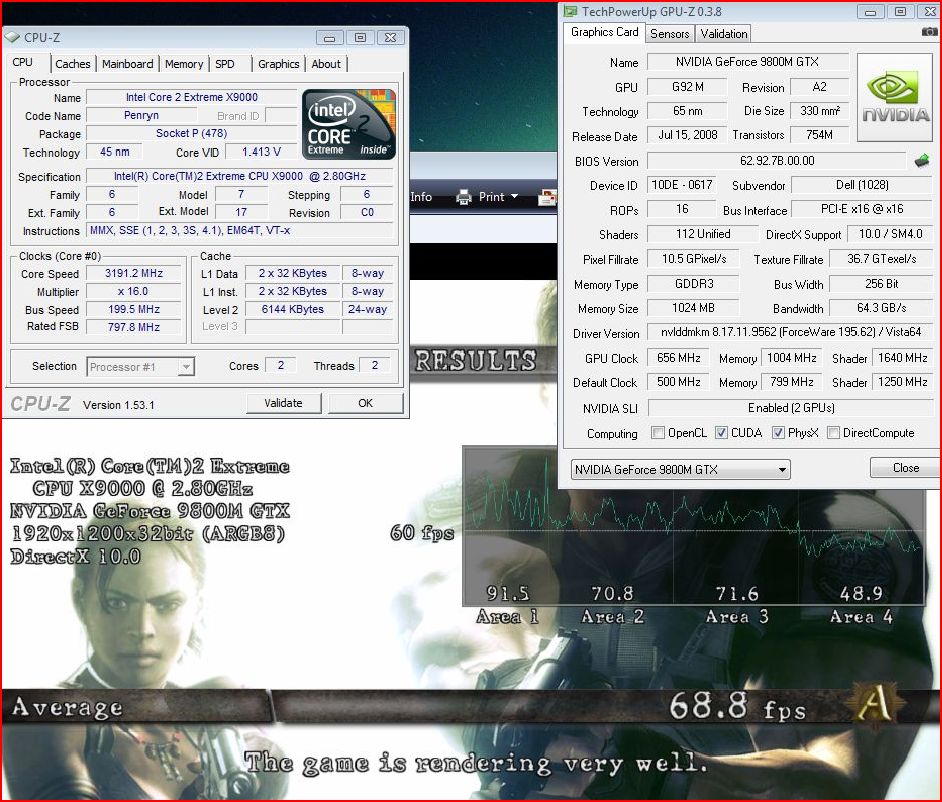 CPU-Z
CPU Caches Mainboard Memory SPD Graphics About
Processor
Name Intel Core 2 Extreme X9000
Code Name Penryn Brand ID
Package Socket P (478)
Technology 45 nm Core VID 1.413 V
intel CORE 2 Extreme inside™
Specification Intel(R) Core(TM)2 Extreme CPU X9000 @ 2.80GHz
Family 6 Model 7 Stepping 6
Ext. Family 6 Ext. Model 17 Revision C0
Instructions MMX, SSE (1, 2, 3, 3S, 4.1), EM64T, VT-x
Clocks (Core #0)
Core Speed 3191.2 MHz
Multiplier x 16.0
Bus Speed 199.5 MHz
Rated FSB 797.8 MHz
Cache
L1 Data 2 x 32 KBytes 8-way
L1 Inst. 2 x 32 KBytes 8-way
Level 2 6144 KBytes 24-way
Level 3
Selection Processor #1 Cores 2 Threads 2
CPU-Z Version 1.53.1 Validate OK
Info Print
TechPowerUp GPU-Z 0.3.8
Graphics Card Sensors Validation
Name NVIDIA GeForce 9800M GTX
GPU G92M Revision A2
Technology 65 nm Die Size 330 mm²
Release Date Jul 15, 2008 Transistors 754M
NVIDIA
BIOS Version 62.92.7B.00.00
Device ID 10DE - 0617 Subvendor Dell (1028)
ROPs 16 Bus Interface PCI-E x16 @ x16
Shaders 112 Unified DirectX Support 10.0 / SM4.0
Pixel Fillrate 10.5 GPixel/s Texture Fillrate 36.7 GTexel/s
Memory Type GDDR3 Bus Width 256 Bit
Memory Size 1024 MB Bandwidth 64.3 GB/s
Driver Version nvlddmkm 8.17.11.9562 (ForceWare 195.62) / Vista64
GPU Clock 656 MHz Memory 1004 MHz Shader 1640 MHz
Default Clock 500 MHz Memory 799 MHz Shader 1250 MHz
NVIDIA SLI Enabled (2 GPUs)
Computing OpenCL CUDA PhysX DirectCompute
NVIDIA GeForce 9800M GTX Close
RESULTS
Intel(R) Core(TM)2 Extreme
CPU X9000 @ 2.80GHz
NVIDIA GeForce 9800M GTX
1920x1200x32bit (ARGB8)
DirectX 10.0
60 fps
91.5 70.8 71.6 48.9
Area 1 Area 2 Area 3 Area 4
Average 68.8 fps A
The game is rendering very well.